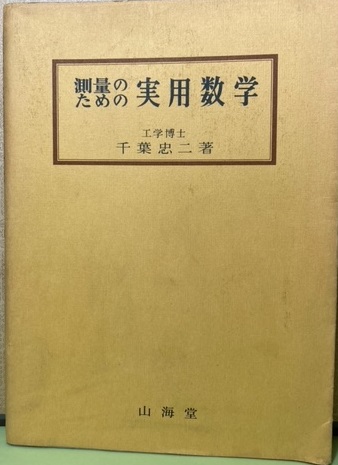 測量の
ための
実用数学
工学博士
千葉忠二著
山海堂